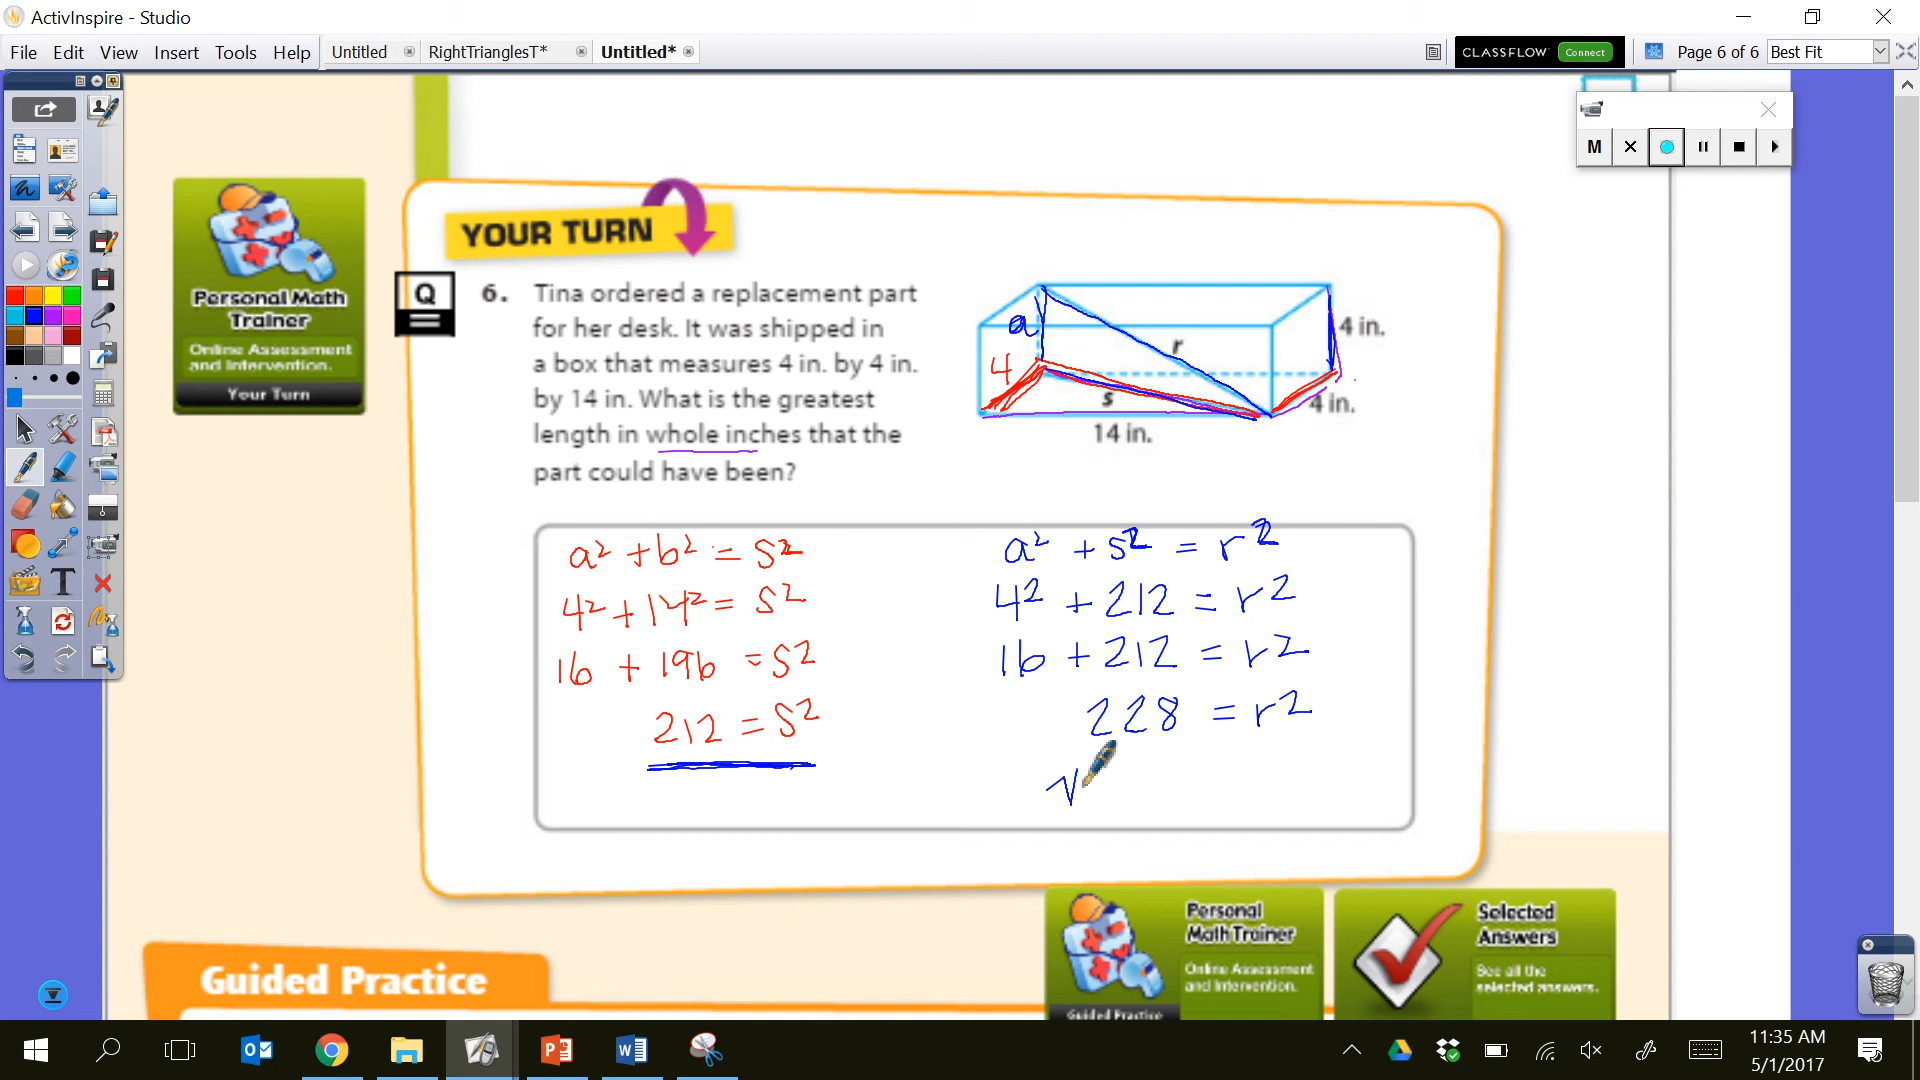 ActivInspire - Studio
File Edit View Insert Tools Help
Untitled RightTrianglesT* Untitled*
CLASSFLOW Connect
Page 6 of 6 Best Fit
M
YOUR TURN
Personal Math
Trainer
Online Assessment
and Intervention.
Your Turn
Q
6. Tina ordered a replacement part
for her desk. It was shipped in
a box that measures 4 in. by 4 in.
by 14 in. What is the greatest
length in whole inches that the
part could have been?
a
4
r
s
4 in.
4 in.
14 in.
a² + b² = s²
4² + 14² = s²
16 + 196 = s²
212 = s²
a² + s² = r²
4² + 212 = r²
16 + 212 = r²
228 = r²
√
Guided Practice
Personal
Math Trainer
Online Assessment
and Intervention.
Guided Practice
Selected
Answers
See all the
selected answers.
11:35 AM
5/1/2017